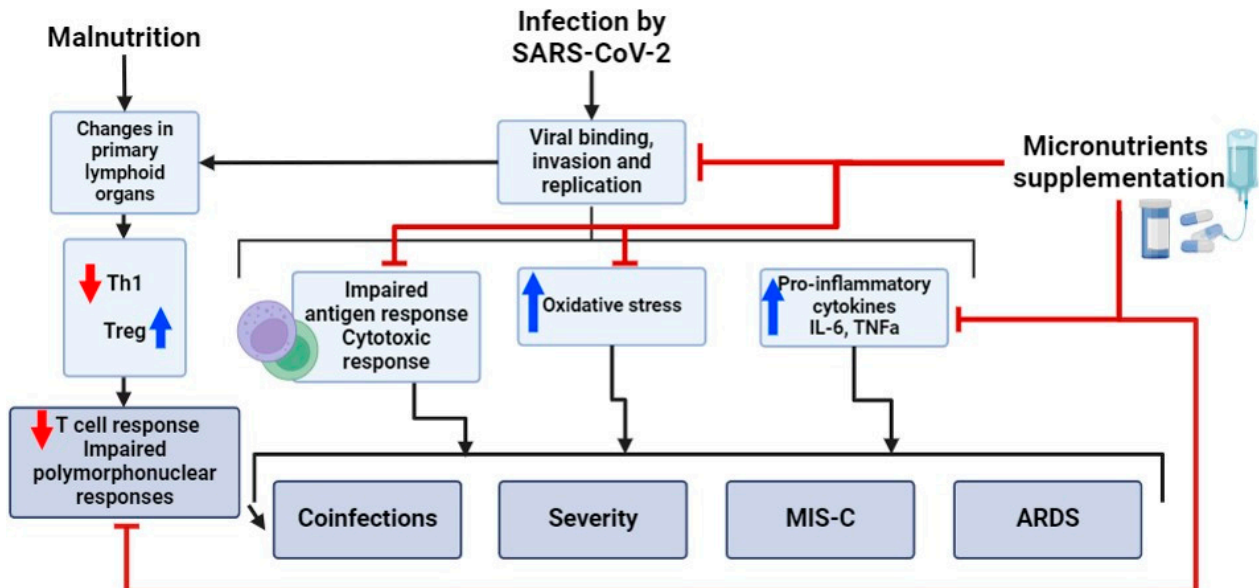 Malnutrition
Infection by
SARS-CoV-2
Changes in
primary
lymphoid
organs
Viral binding,
invasion and
replication
Micronutrients
supplementation
Th1
Treg
Impaired
antigen response
Cytotoxic
response
Oxidative stress
Pro-inflammatory
cytokines
IL-6, TNFa
T cell response
Impaired
polymorphonuclear
responses
Coinfections
Severity
MIS-C
ARDS